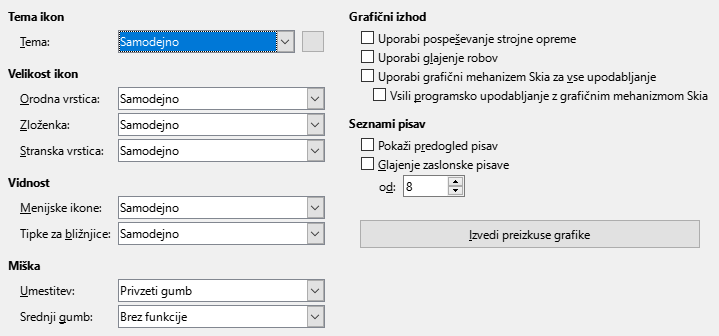 Tema ikon
Tema: Samodejno
Velikost ikon
Orodna vrstica: Samodejno
Zloženka: Samodejno
Stranska vrstica: Samodejno
Vidnost
Menijske ikone: Samodejno
Tipke za bližnjice: Samodejno
Miška
Umestitev: Privzeti gumb
Srednji gumb: Brez funkcije
Grafični izhod
Uporabi pospeševanje strojne opreme
Uporabi glajenje robov
Uporabi grafični mehanizem Skia za vse upodabljanje
Vsili programsko upodabljanje z grafičnim mehanizmom Skia
Seznami pisav
Pokaži predogled pisav
Glajenje zaslonske pisave
od: 8
Izvedi preizkuse grafike